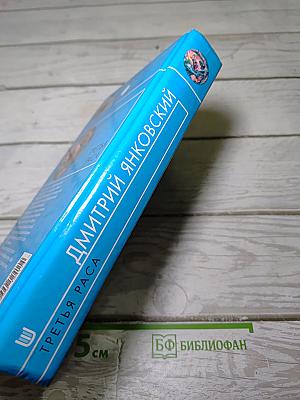 ДМИТРИЙ ЯНКОВСКИЙ
ТРЕТЬЯ РАСА
Ш
5 см
БФ БИБЛИОФАН